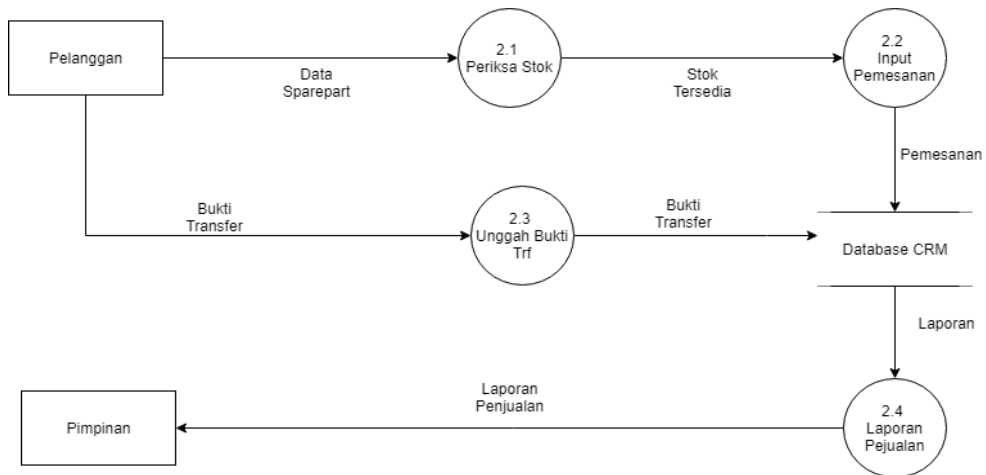 Pelanggan
Data
Sparepart
2.1
Periksa Stok
Stok
Tersedia
2.2
Input
Pemesanan
Pemesanan
Bukti
Transfer
2.3
Unggah Bukti
Trf
Bukti
Transfer
Database CRM
Laporan
2.4
Laporan
Pejualan
Laporan
Penjualan
Pimpinan